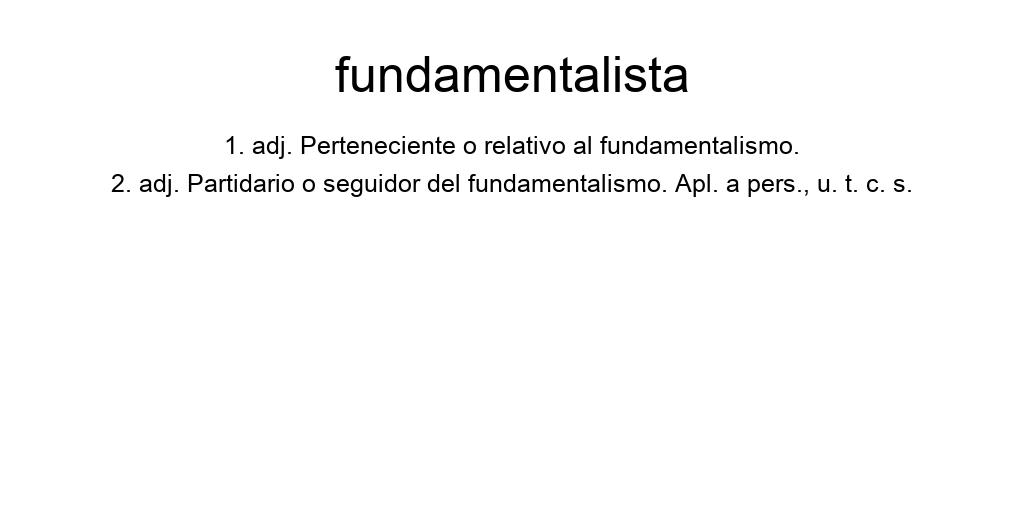 fundamentalista
1. adj. Perteneciente o relativo al fundamentalismo.
2. adj. Partidario o seguidor del fundamentalismo. Apl. a pers., u. t. c. s.